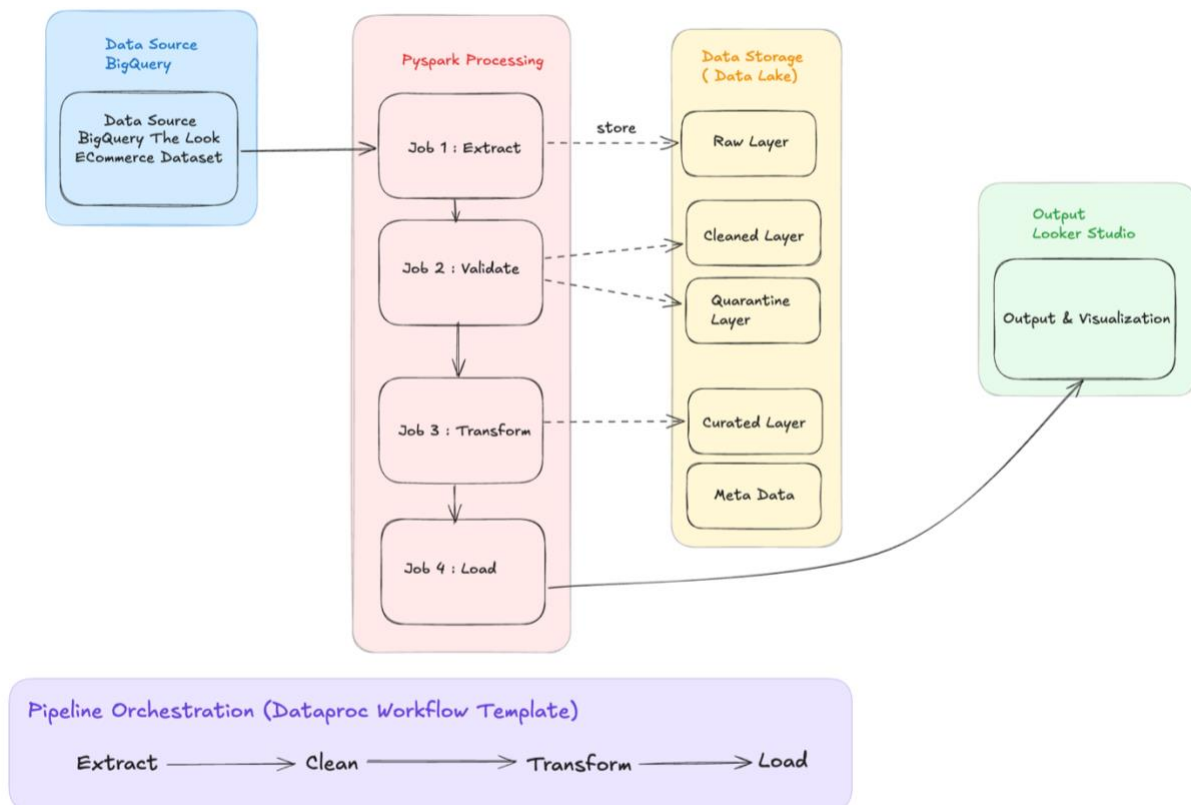 Data Source
BigQuery
Data Source
BigQuery The Look
ECommerce Dataset
Pyspark Processing
Job 1 : Extract
Job 2 : Validate
Job 3 : Transform
Job 4 : Load
store
Data Storage
( Data Lake)
Raw Layer
Cleaned Layer
Quarantine
Layer
Curated Layer
Meta Data
Output
Looker Studio
Output & Visualization
Pipeline Orchestration (Dataproc Workflow Template)
Extract
Clean
Transform
Load